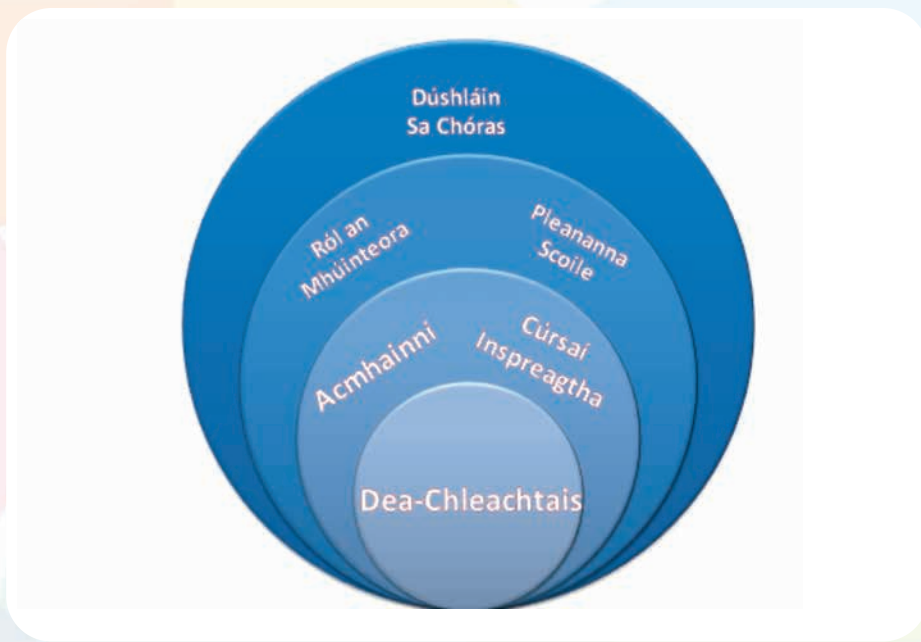 Dúshláin
Sa Chóras
Ról an
Mhúinteora
Pleananna
Scoile
Acmhainní
Cúrsaí
Inspreagtha
Dea-Chleachtais